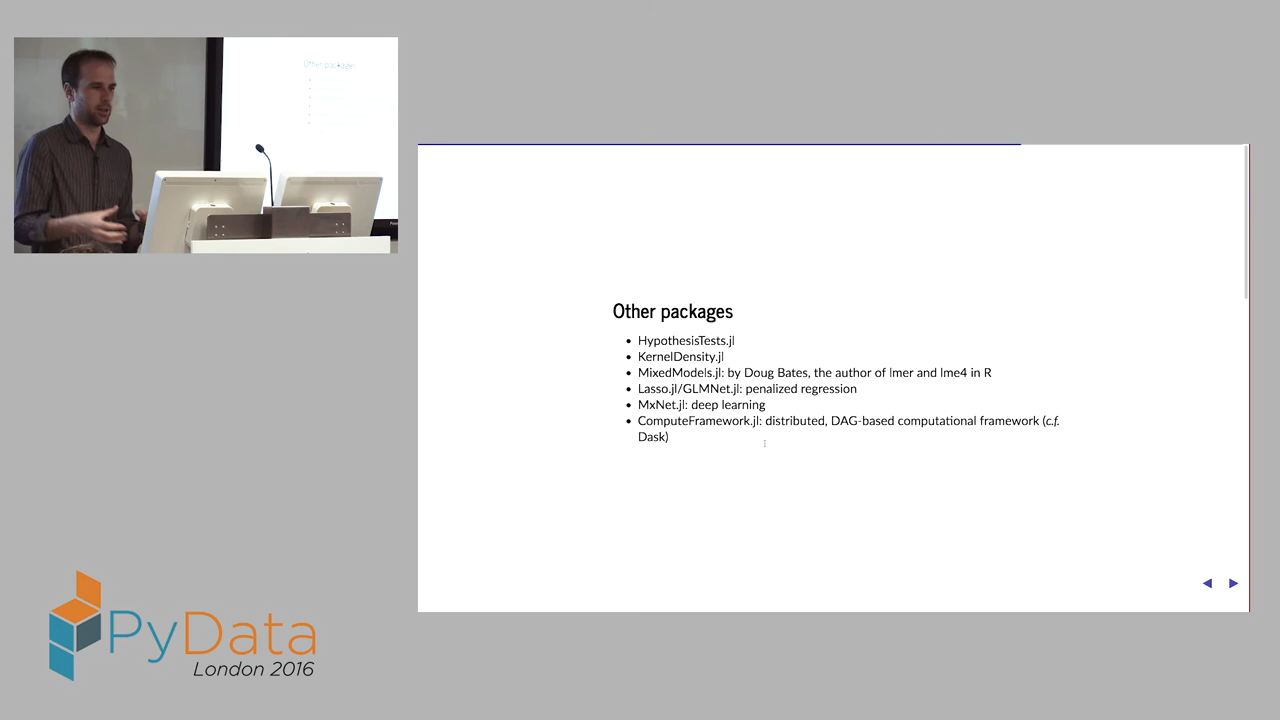 Other packages
Other packages
• HypothesisTests.jl
• KernelDensity.jl
• MixedModels.jl: by Doug Bates, the author of lmer and lme4 in R
• Lasso.jl/GLMNet.jl: penalized regression
• MxNet.jl: deep learning
• ComputeFramework.jl: distributed, DAG-based computational framework (c.f.
Dask)
PyData
London 2016